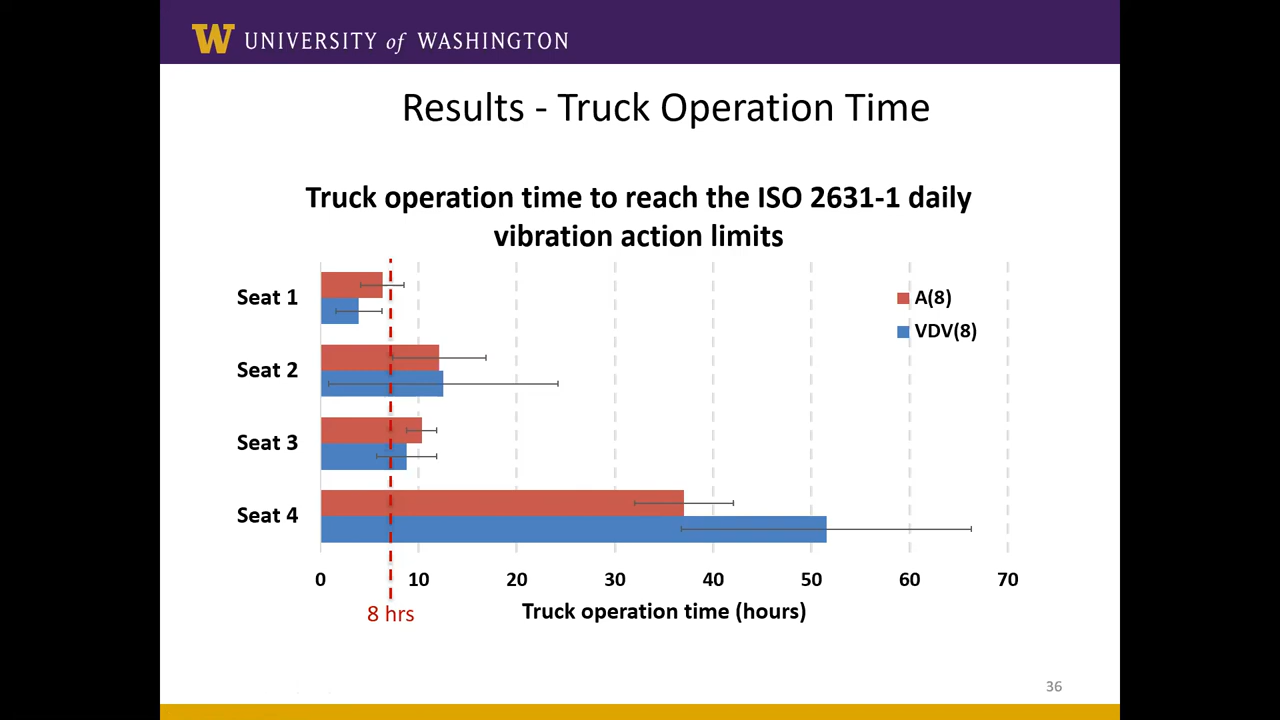 W UNIVERSITY of WASHINGTON
Results - Truck Operation Time
Truck operation time to reach the ISO 2631-1 daily
vibration action limits
Seat 1
Seat 2
Seat 3
Seat 4
A(8)
VDV(8)
0 10 20 30 40 50 60 70
8 hrs
Truck operation time (hours)
36